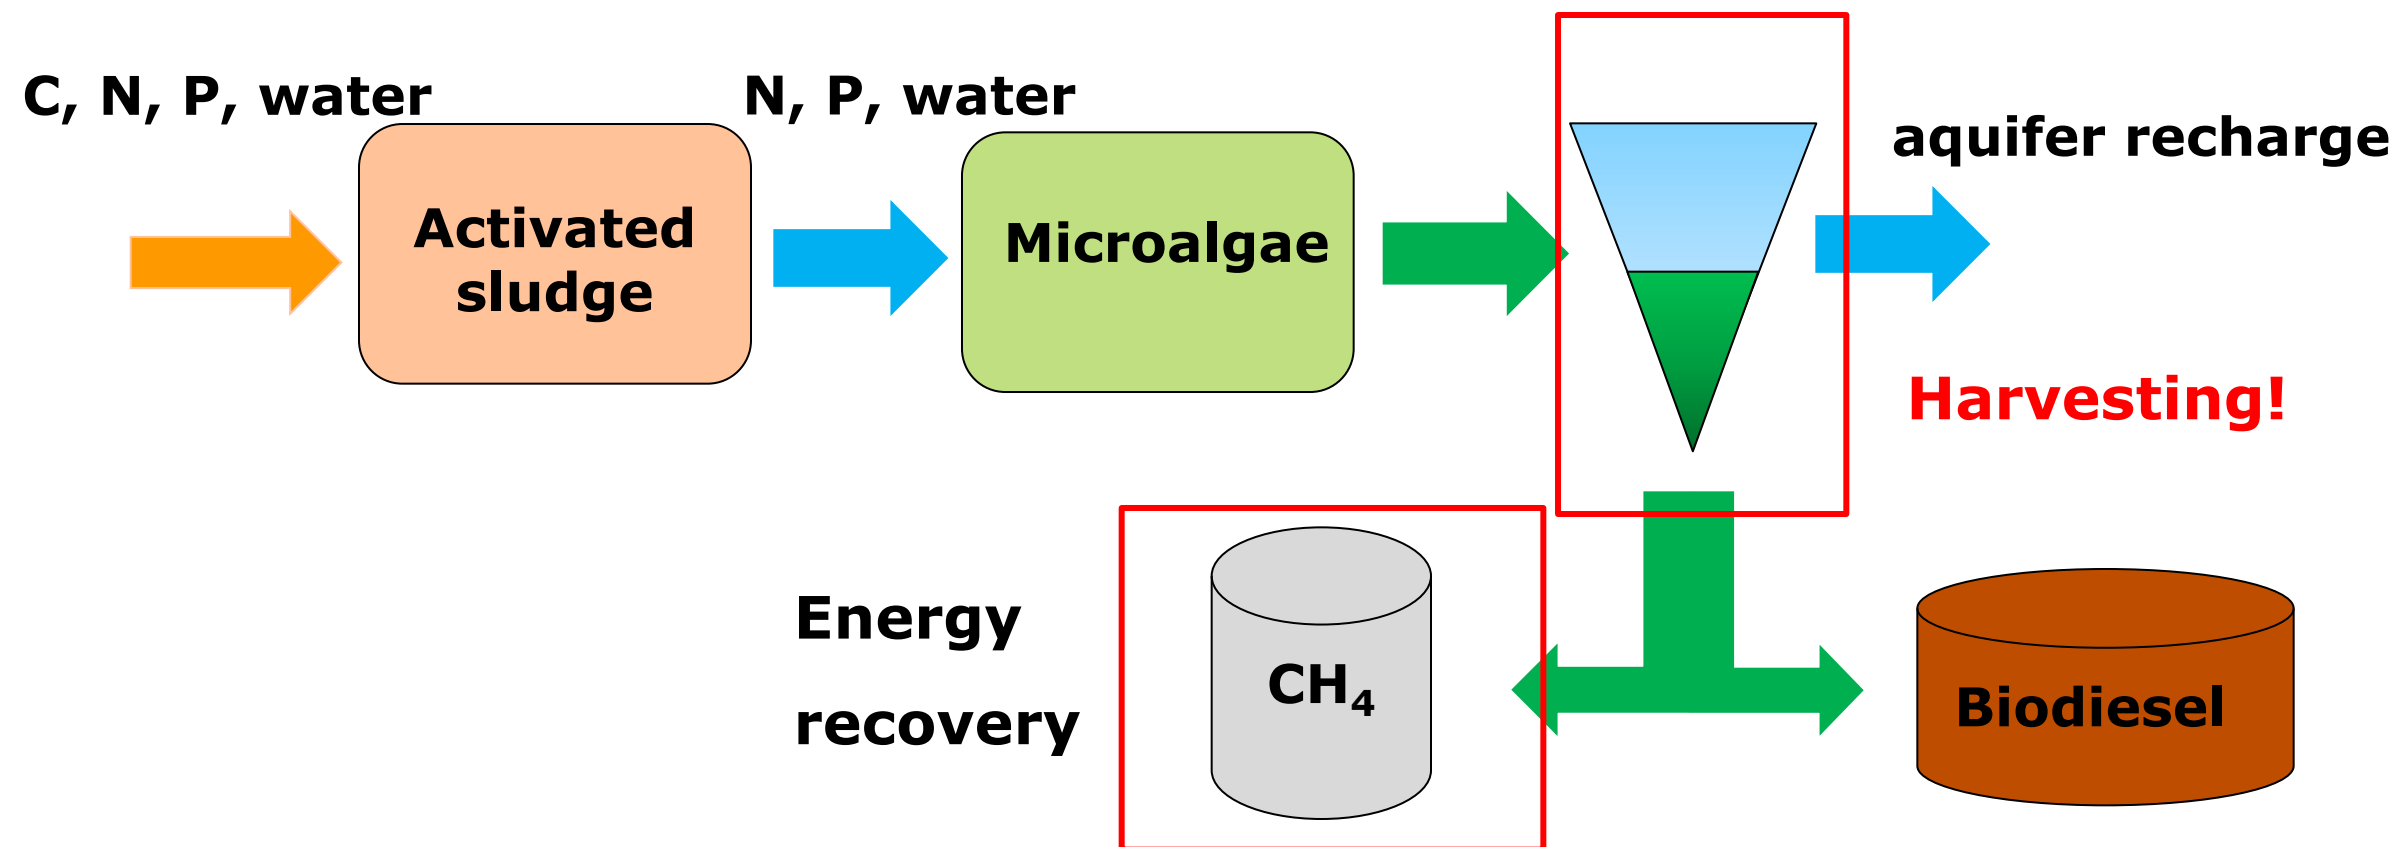 C, N, P, water
N, P, water
aquifer recharge
Activated
sludge
Microalgae
Harvesting!
Energy
recovery
CH₄
Biodiesel